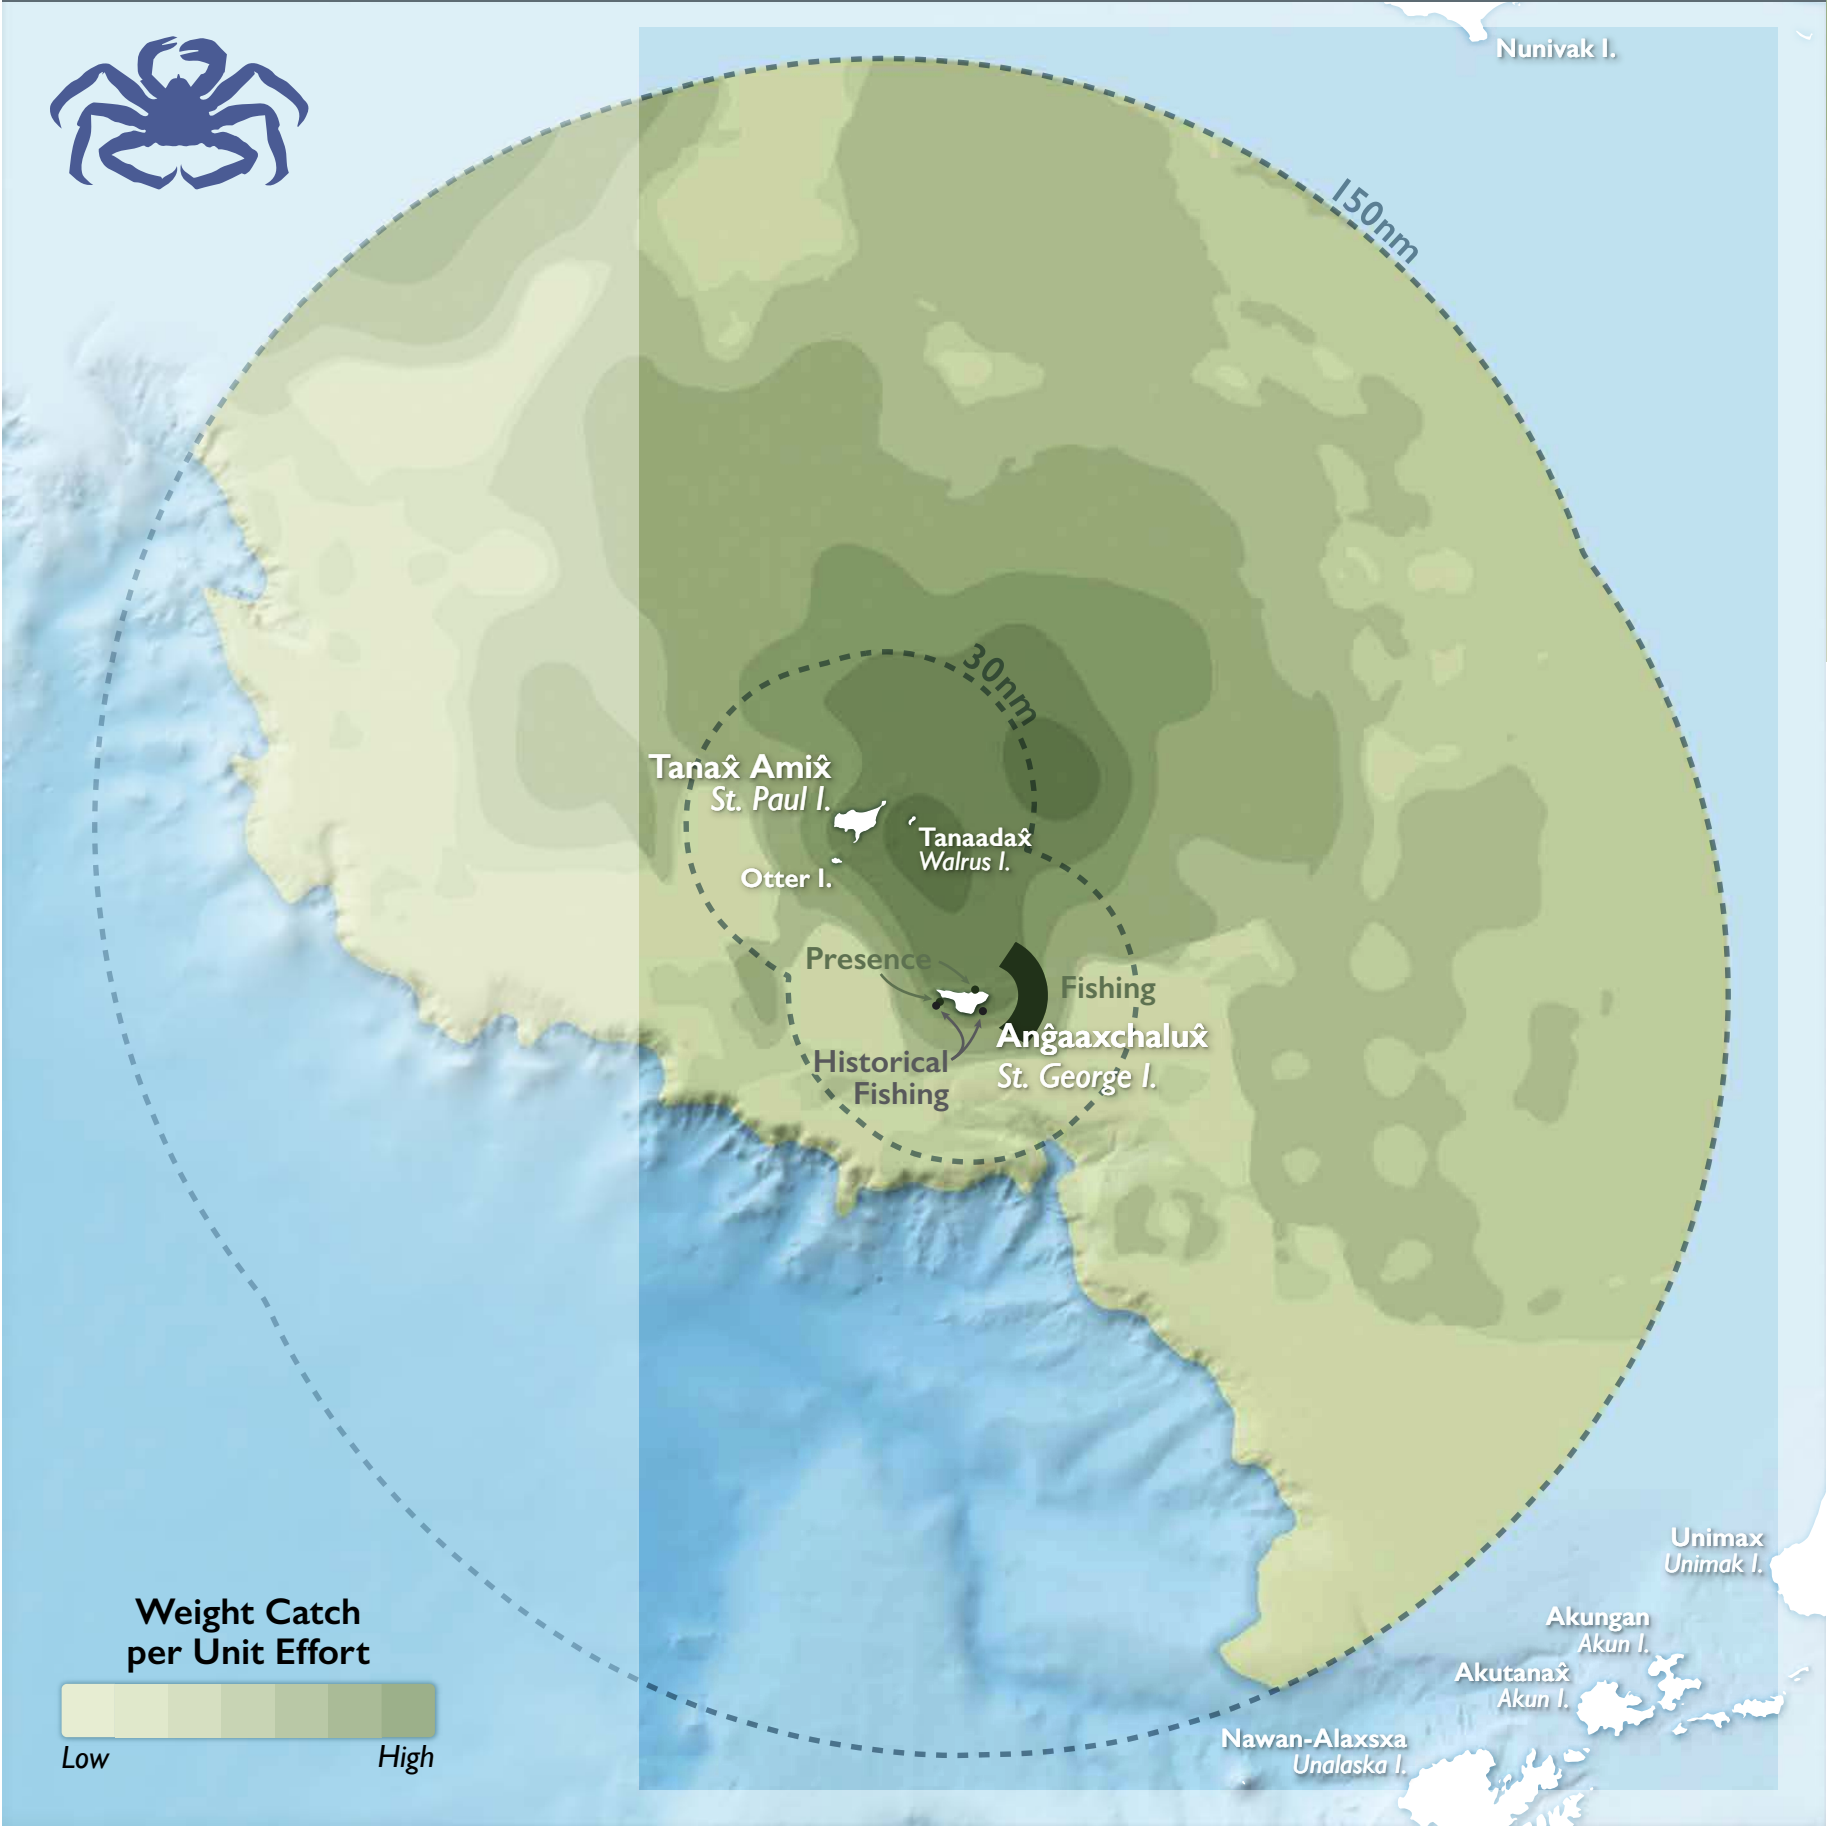 Nunivak I.
150nm
30nm
Tanax̂ Amix̂
St. Paul I.
Tanaadax̂
Walrus I.
Otter I.
Presence
Fishing
Anĝaaxchalux̂
St. George I.
Historical
Fishing
Unimax
Unimak I.
Akungan
Akun I.
Akutanax̂
Akun I.
Nawan-Alaxsxa
Unalaska I.
Weight Catch
per Unit Effort
Low
High